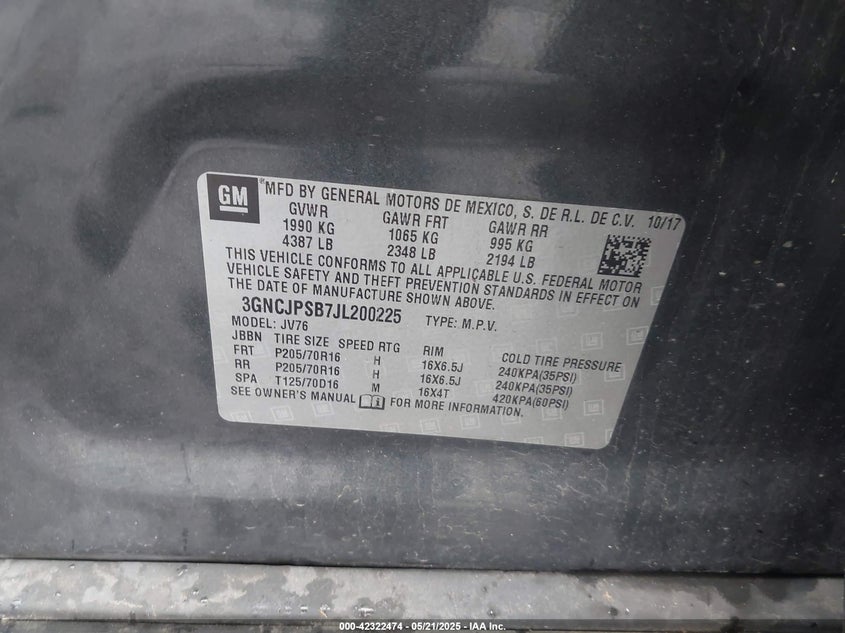 GM
®MFD BY GENERAL MOTORS DE MEXICO, S. DE R.L. DE C.V. 10/17
GVWR GAWR FRT GAWR RR
1990 KG 1065 KG 995 KG
4387 LB 2348 LB 2194 LB
THIS VEHICLE CONFORMS TO ALL APPLICABLE U.S. FEDERAL MOTOR
VEHICLE SAFETY AND THEFT PREVENTION STANDARDS IN EFFECT ON
THE DATE OF MANUFACTURE SHOWN ABOVE.
3GNCJPSB7JL200225 TYPE: M.P.V.
MODEL: JV76
JBBN TIRE SIZE SPEED RTG RIM COLD TIRE PRESSURE
FRT P205/70R16 H 16X6.5J 240KPA(35PSI)
RR P205/70R16 H 16X6.5J 240KPA(35PSI)
SPA T125/70D16 M 16X4T 420KPA(60PSI)
SEE OWNER'S MANUAL FOR MORE INFORMATION.
000-42322474 - 05/21/2025 - IAA Inc.